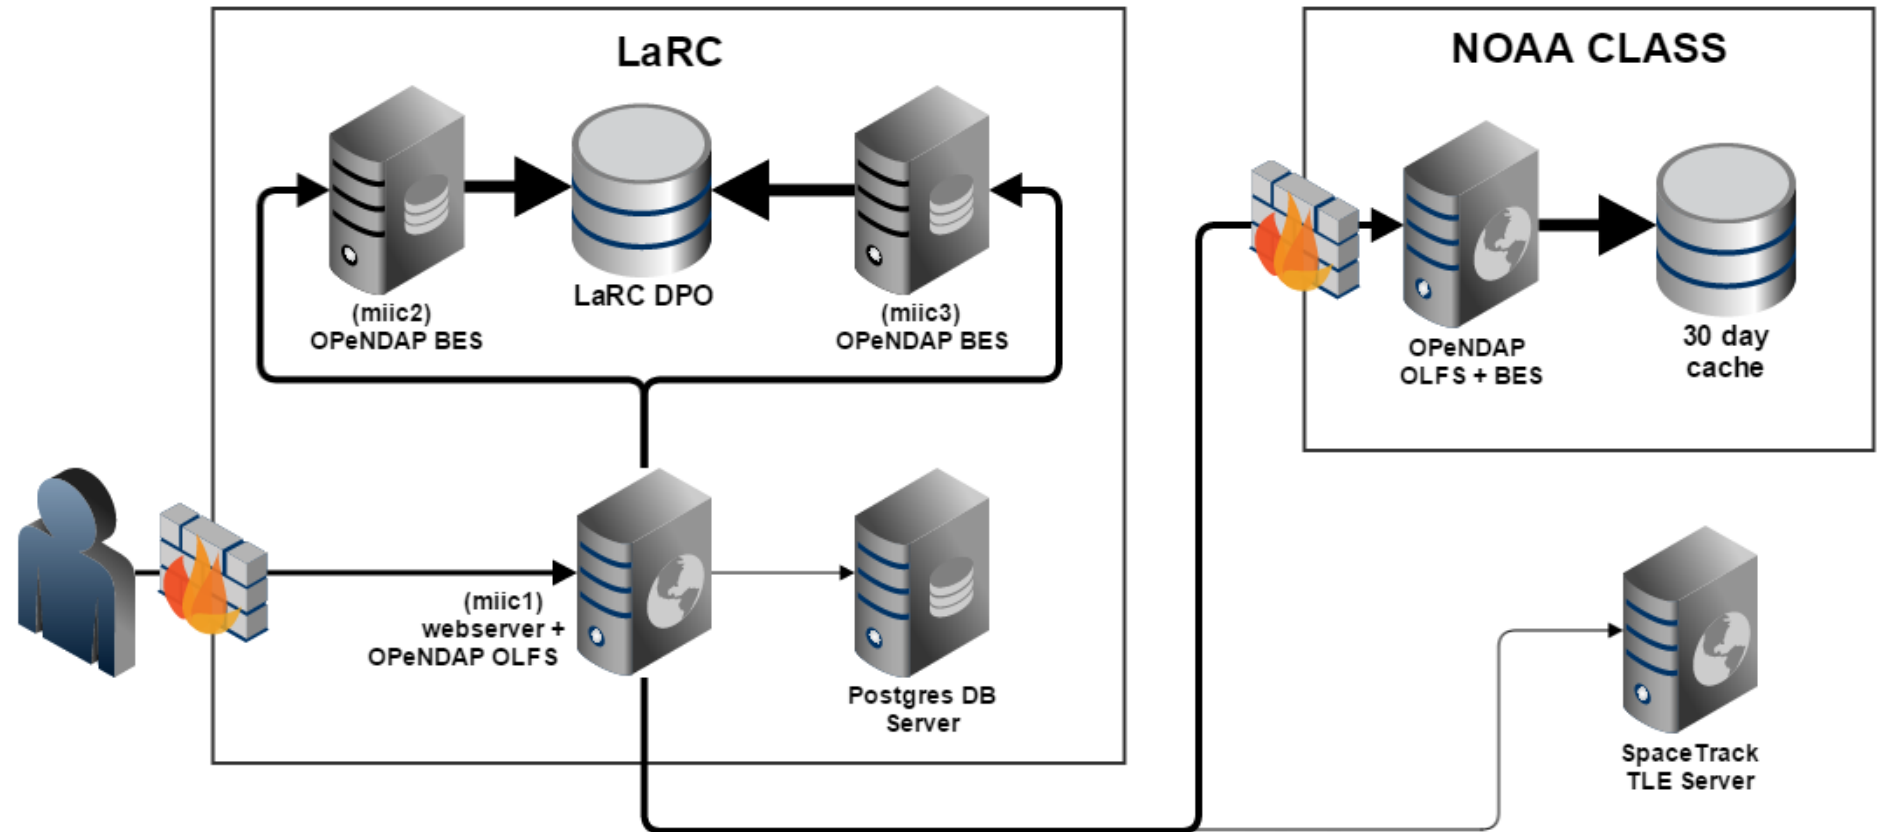 LaRC
NOAA CLASS
LaRC DPO
(miic2)
OPeNDAP BES
(miic3)
OPeNDAP BES
OPeNDAP
OLFS + BES
30 day
cache
(miic1)
webserver +
OPeNDAP OLFS
Postgres DB
Server
SpaceTrack
TLE Server